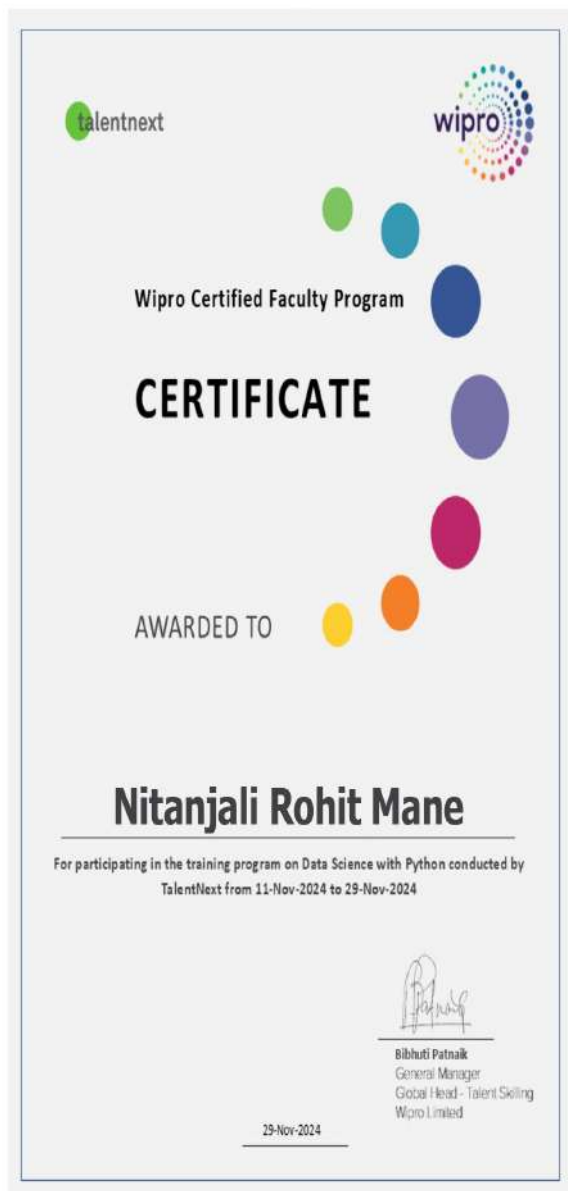 talentnext
wipro
Wipro Certified Faculty Program
CERTIFICATE
AWARDED TO
Nitanjali Rohit Mane
For participating in the training program on Data Science with Python conducted by
TalentNext from 11-Nov-2024 to 29-Nov-2024
Bibhuti Patnaik
General Manager
Global Head - Talent Skilling
Wipro Limited
29-Nov-2024